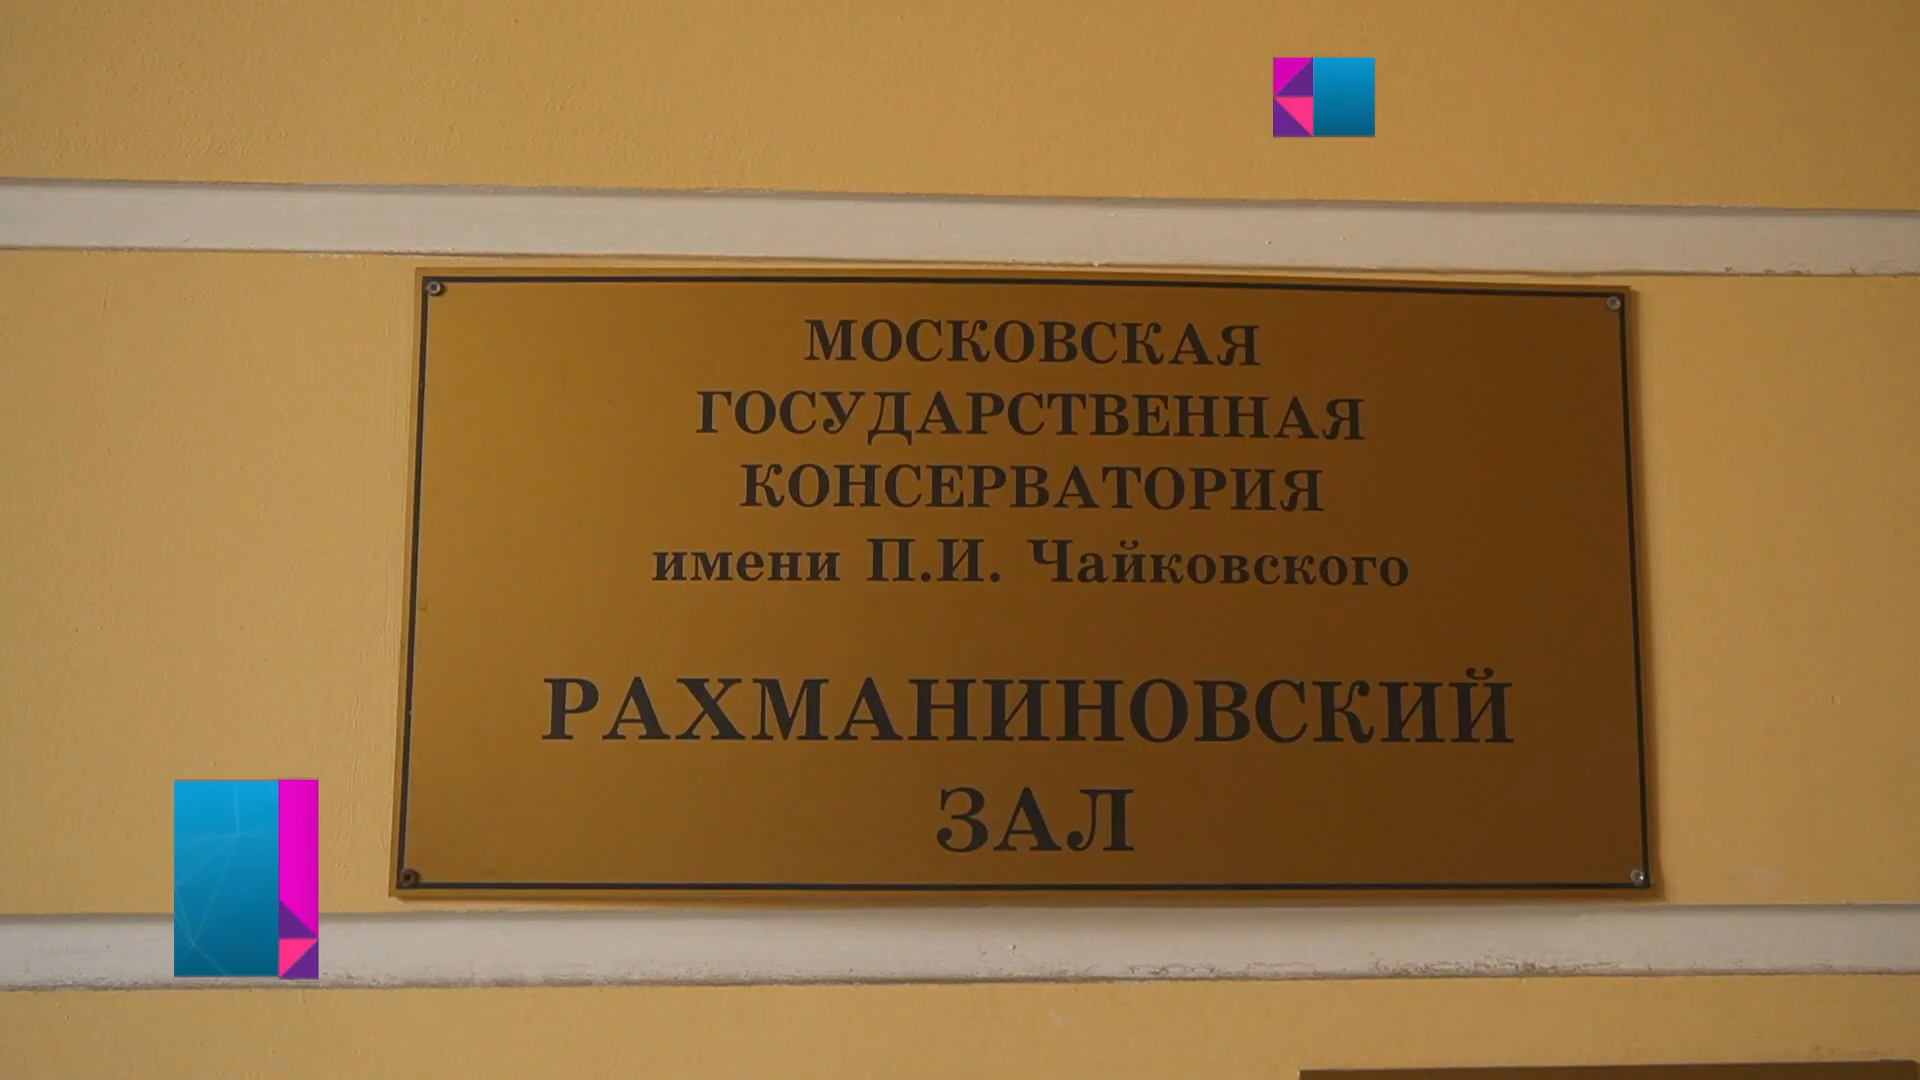 МОСКОВСКАЯ
ГОСУДАРСТВЕННАЯ
КОНСЕРВАТОРИЯ
имени П.И. Чайковского
РАХМАНИНОВСКИЙ
ЗАЛ